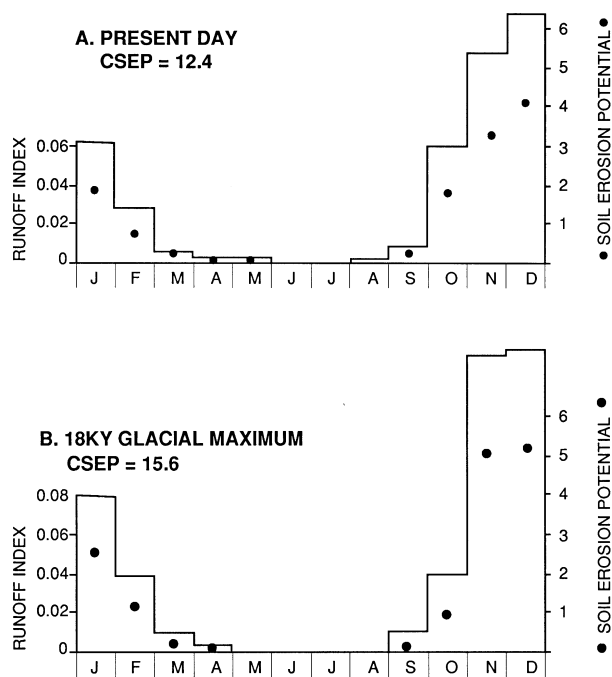 A. PRESENT DAY
CSEP = 12.4
RUNOFF INDEX
0.06
0.04
0.02
0
6
5
4
3
2
1
● SOIL EROSION POTENTIAL ●
J F M A M J J A S O N D
B. 18KY GLACIAL MAXIMUM
CSEP = 15.6
RUNOFF INDEX
0.08
0.06
0.04
0.02
0
6
5
4
3
2
1
● SOIL EROSION POTENTIAL ●
J F M A M J J A S O N D